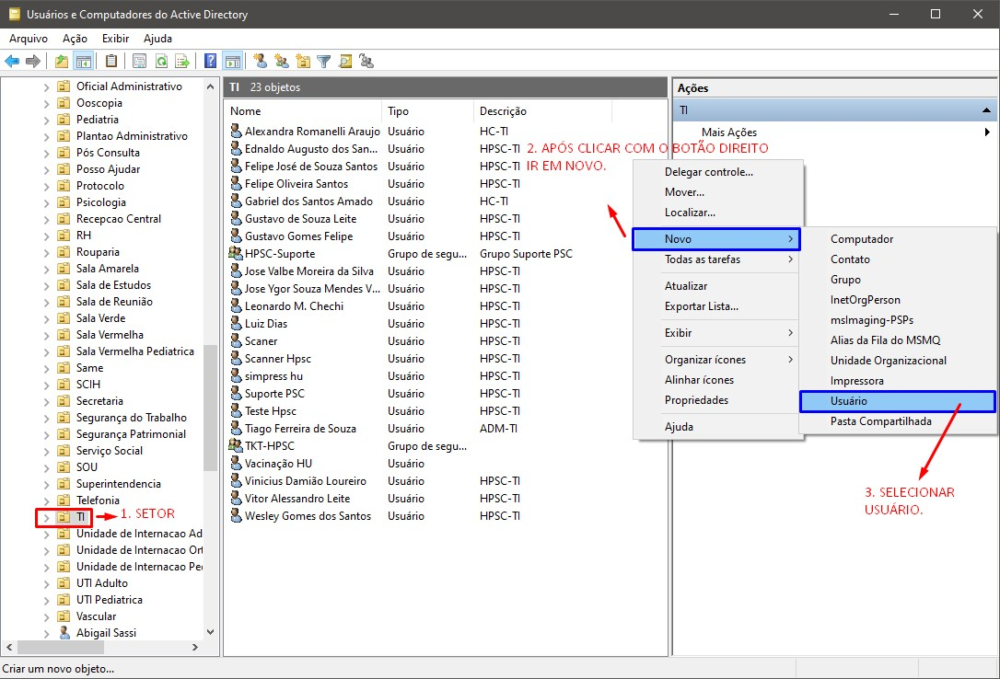 Usuários e Computadores do Active Directory
Arquivo Ação Exibir Ajuda
Oficial Administrativo
Ooscopia
Pediatria
Plantao Administrativo
Pós Consulta
Posso Ajudar
Protocolo
Psicologia
Recepcao Central
RH
Rouparia
Sala Amarela
Sala de Estudos
Sala de Reunião
Sala Verde
Sala Vermelha
Sala Vermelha Pediatrica
Same
SCIH
Secretaria
Segurança do Trabalho
Segurança Patrimonial
Serviço Social
SOU
Superintendencia
Telefonia
TI
1. SETOR
Unidade de Internacao Ad
Unidade de Internacao Ort
Unidade de Internacao Pe
UTI Adulto
UTI Pediatrica
Vascular
Abigail Sassi
TI 23 objetos
Nome Tipo Descrição
Alexandra Romanelli Araujo Usuário HC-TI
Ednaldo Augusto dos San... Usuário HPSC-TI
Felipe José de Souza Santos Usuário HPSC-TI
Felipe Oliveira Santos Usuário HPSC-TI
Gabriel dos Santos Amado Usuário HC-TI
Gustavo de Souza Leite Usuário HPSC-TI
Gustavo Gomes Felipe Usuário HPSC-TI
HPSC-Suporte Grupo de segu... Grupo Suporte PSC
Jose Valbe Moreira da Silva Usuário HPSC-TI
Jose Ygor Souza Mendes V... Usuário HPSC-TI
Leonardo M. Chechi Usuário HPSC-TI
Luiz Dias Usuário HPSC-TI
Scaner Usuário HPSC-TI
Scanner Hpsc Usuário HPSC-TI
simpress hu Usuário HPSC-TI
Suporte PSC Usuário HPSC-TI
Teste Hpsc Usuário HPSC-TI
Tiago Ferreira de Souza Usuário ADM-TI
TKT-HPSC Grupo de segu...
Vacinação HU Usuário
Vinicius Damião Loureiro Usuário HPSC-TI
Vitor Alessandro Leite Usuário HPSC-TI
Wesley Gomes dos Santos Usuário HPSC-TI
Ações
TI
Mais Ações
2. APÓS CLICAR COM O BOTÃO DIREITO
IR EM NOVO.
Delegar controle...
Mover...
Localizar...
Novo
Todas as tarefas
Atualizar
Exportar Lista...
Exibir
Organizar ícones
Alinhar ícones
Propriedades
Ajuda
Computador
Contato
Grupo
InetOrgPerson
msImaging-PSPs
Alias da Fila do MSMQ
Unidade Organizacional
Impressora
Usuário
Pasta Compartilhada
3. SELECIONAR
USUÁRIO.
Criar um novo objeto...